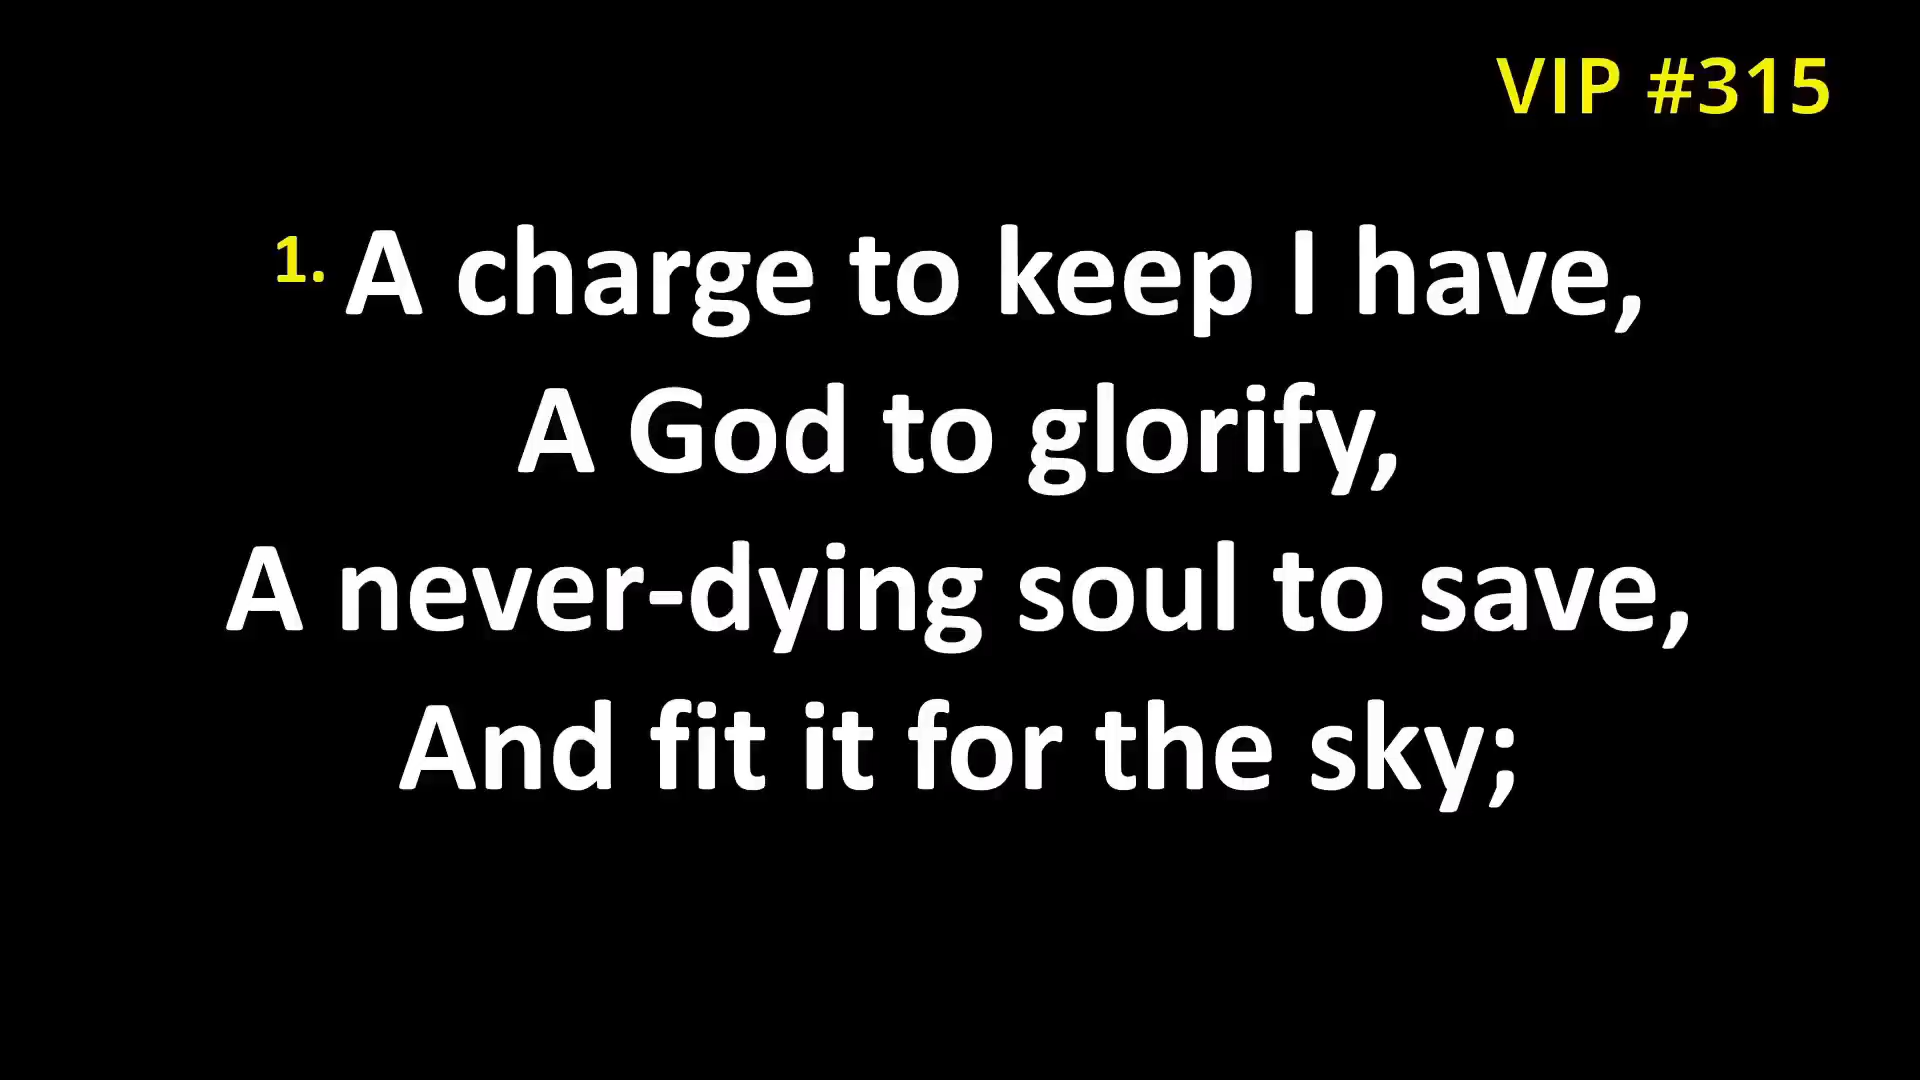 VIP #315
1. A charge to keep I have,
A God to glorify,
A never-dying soul to save,
And fit it for the sky;